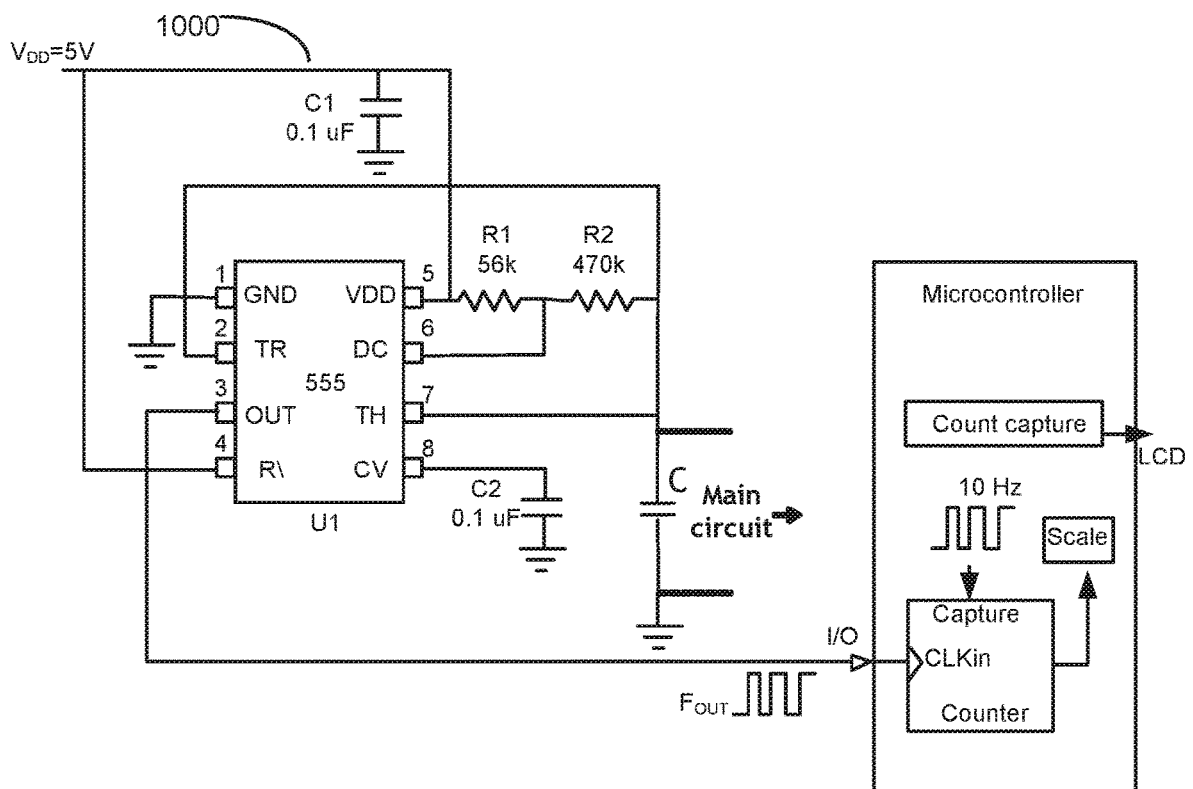 1000
V_DD=5V
C1
0.1 uF
R1
56k
R2
470k
1
GND
VDD
5
2
TR
DC
6
555
3
OUT
TH
7
4
R\
CV
8
U1
C2
0.1 uF
C
Main
circuit
Microcontroller
Count capture
LCD
10 Hz
Scale
Capture
I/O
CLKin
Counter
F_OUT